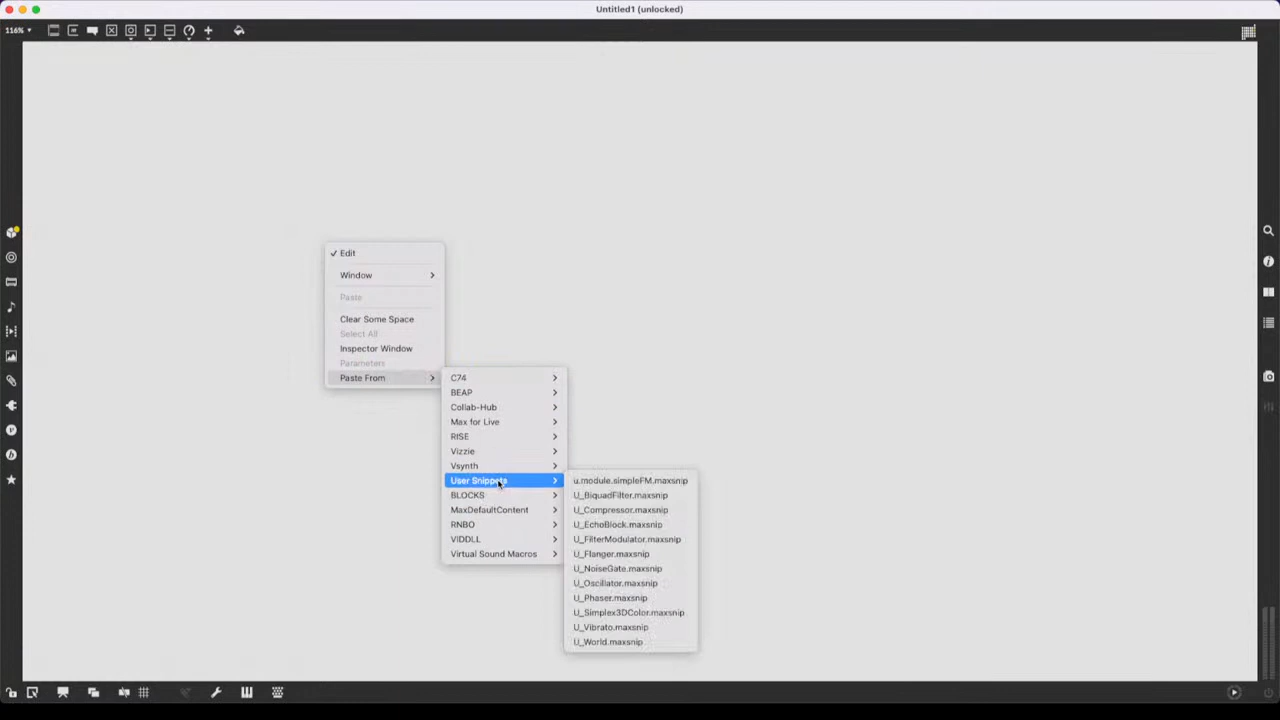 Untitled1 (unlocked)
116%
Edit
Window
Paste
Clear Some Space
Select All
Inspector Window
Parameters
Paste From
C74
BEAP
Collab-Hub
Max for Live
RISE
Vizzie
Vsynth
User Snippets
BLOCKS
MaxDefaultContent
RNBO
VIDDLL
Virtual Sound Macros
u.module.simpleFM.maxsnip
U_BiquadFilter.maxsnip
U_Compressor.maxsnip
U_EchoBlock.maxsnip
U_FilterModulator.maxsnip
U_Flanger.maxsnip
U_NoiseGate.maxsnip
U_Oscillator.maxsnip
U_Phaser.maxsnip
U_Simplex3DColor.maxsnip
U_Vibrato.maxsnip
U_World.maxsnip